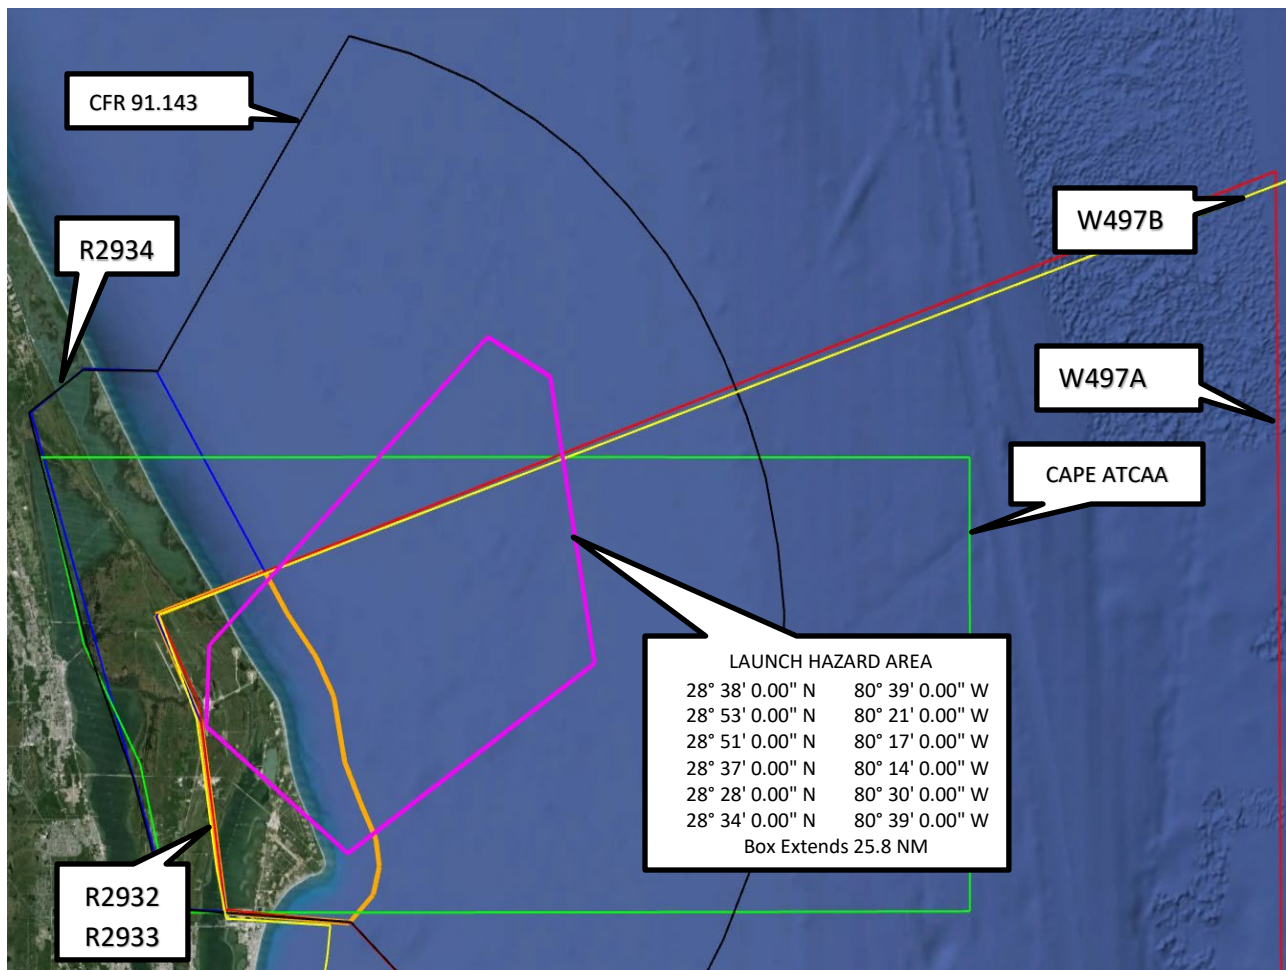 CFR 91.143
R2934
W497B
W497A
CAPE ATCAA
LAUNCH HAZARD AREA
28° 38' 0.00" N 80° 39' 0.00" W
28° 53' 0.00" N 80° 21' 0.00" W
28° 51' 0.00" N 80° 17' 0.00" W
28° 37' 0.00" N 80° 14' 0.00" W
28° 28' 0.00" N 80° 30' 0.00" W
28° 34' 0.00" N 80° 39' 0.00" W
Box Extends 25.8 NM
R2932
R2933